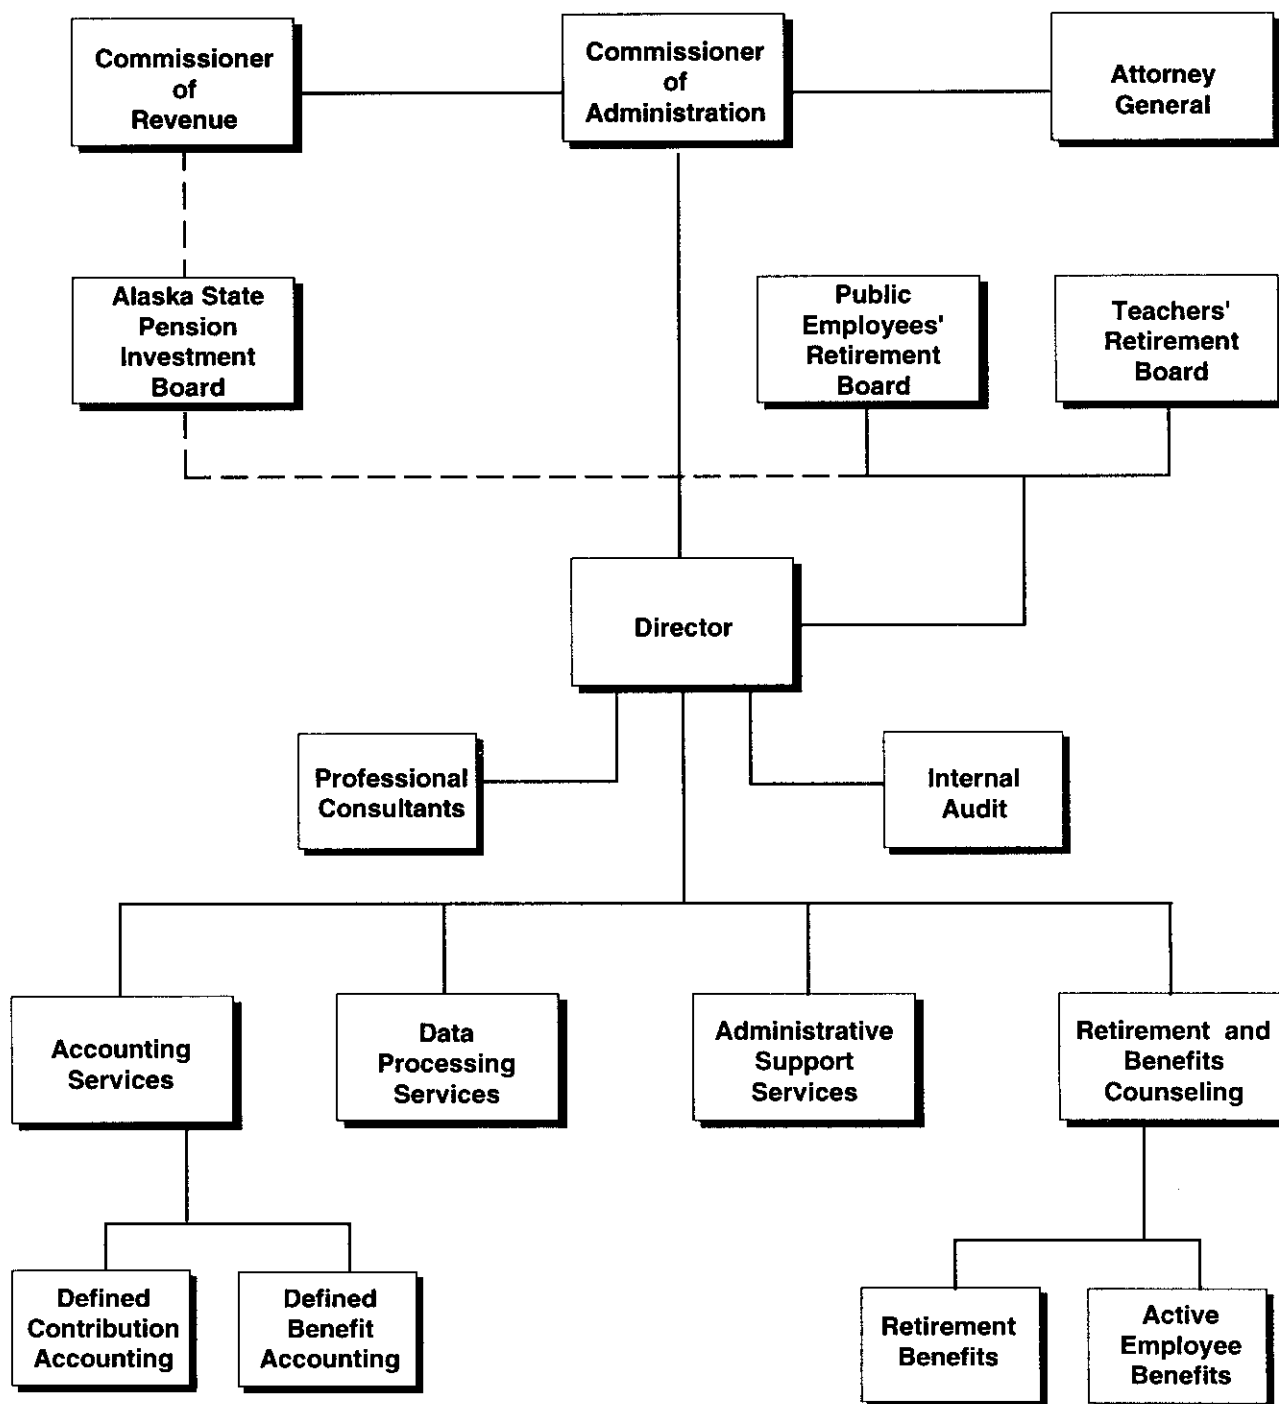 Commissioner
of
Revenue
Commissioner
of
Administration
Attorney
General
Alaska State
Pension
Investment
Board
Public
Employees'
Retirement
Board
Teachers'
Retirement
Board
Director
Professional
Consultants
Internal
Audit
Accounting
Services
Data
Processing
Services
Administrative
Support
Services
Retirement and
Benefits
Counseling
Defined
Contribution
Accounting
Defined
Benefit
Accounting
Retirement
Benefits
Active
Employee
Benefits